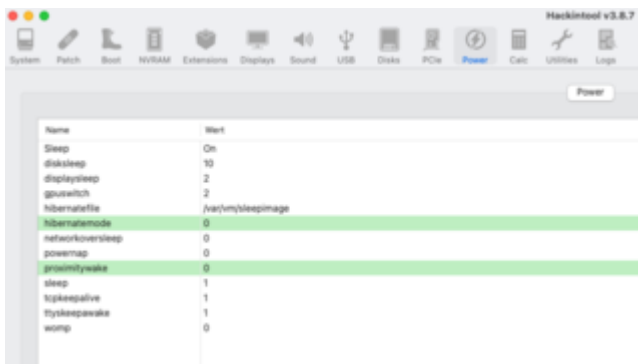 Hackintool v3.8.7
System Patch Boot NVRAM Extensions Displays Sound USB Disks PCIe Power Calc Utilities Logs
Power
Name Wert
Sleep On
disksleep 10
displaysleep 2
gpuswitch 2
hibernatefile /var/vm/sleepimage
hibernatemode 0
networkoversleep 0
powernap 0
proximitywake 0
sleep 1
tcpkeepalive 1
ttyskeepawake 1
womp 0